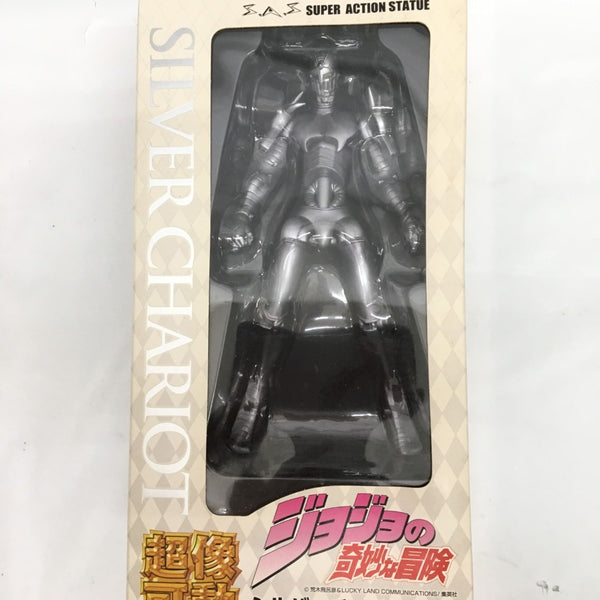 S.A.S SUPER ACTION STATUE
SILVER CHARIOT
ジョジョの
奇妙な冒険
© 荒木飛呂彦&LUCKY LAND COMMUNICATIONS/集英社
超像
可動